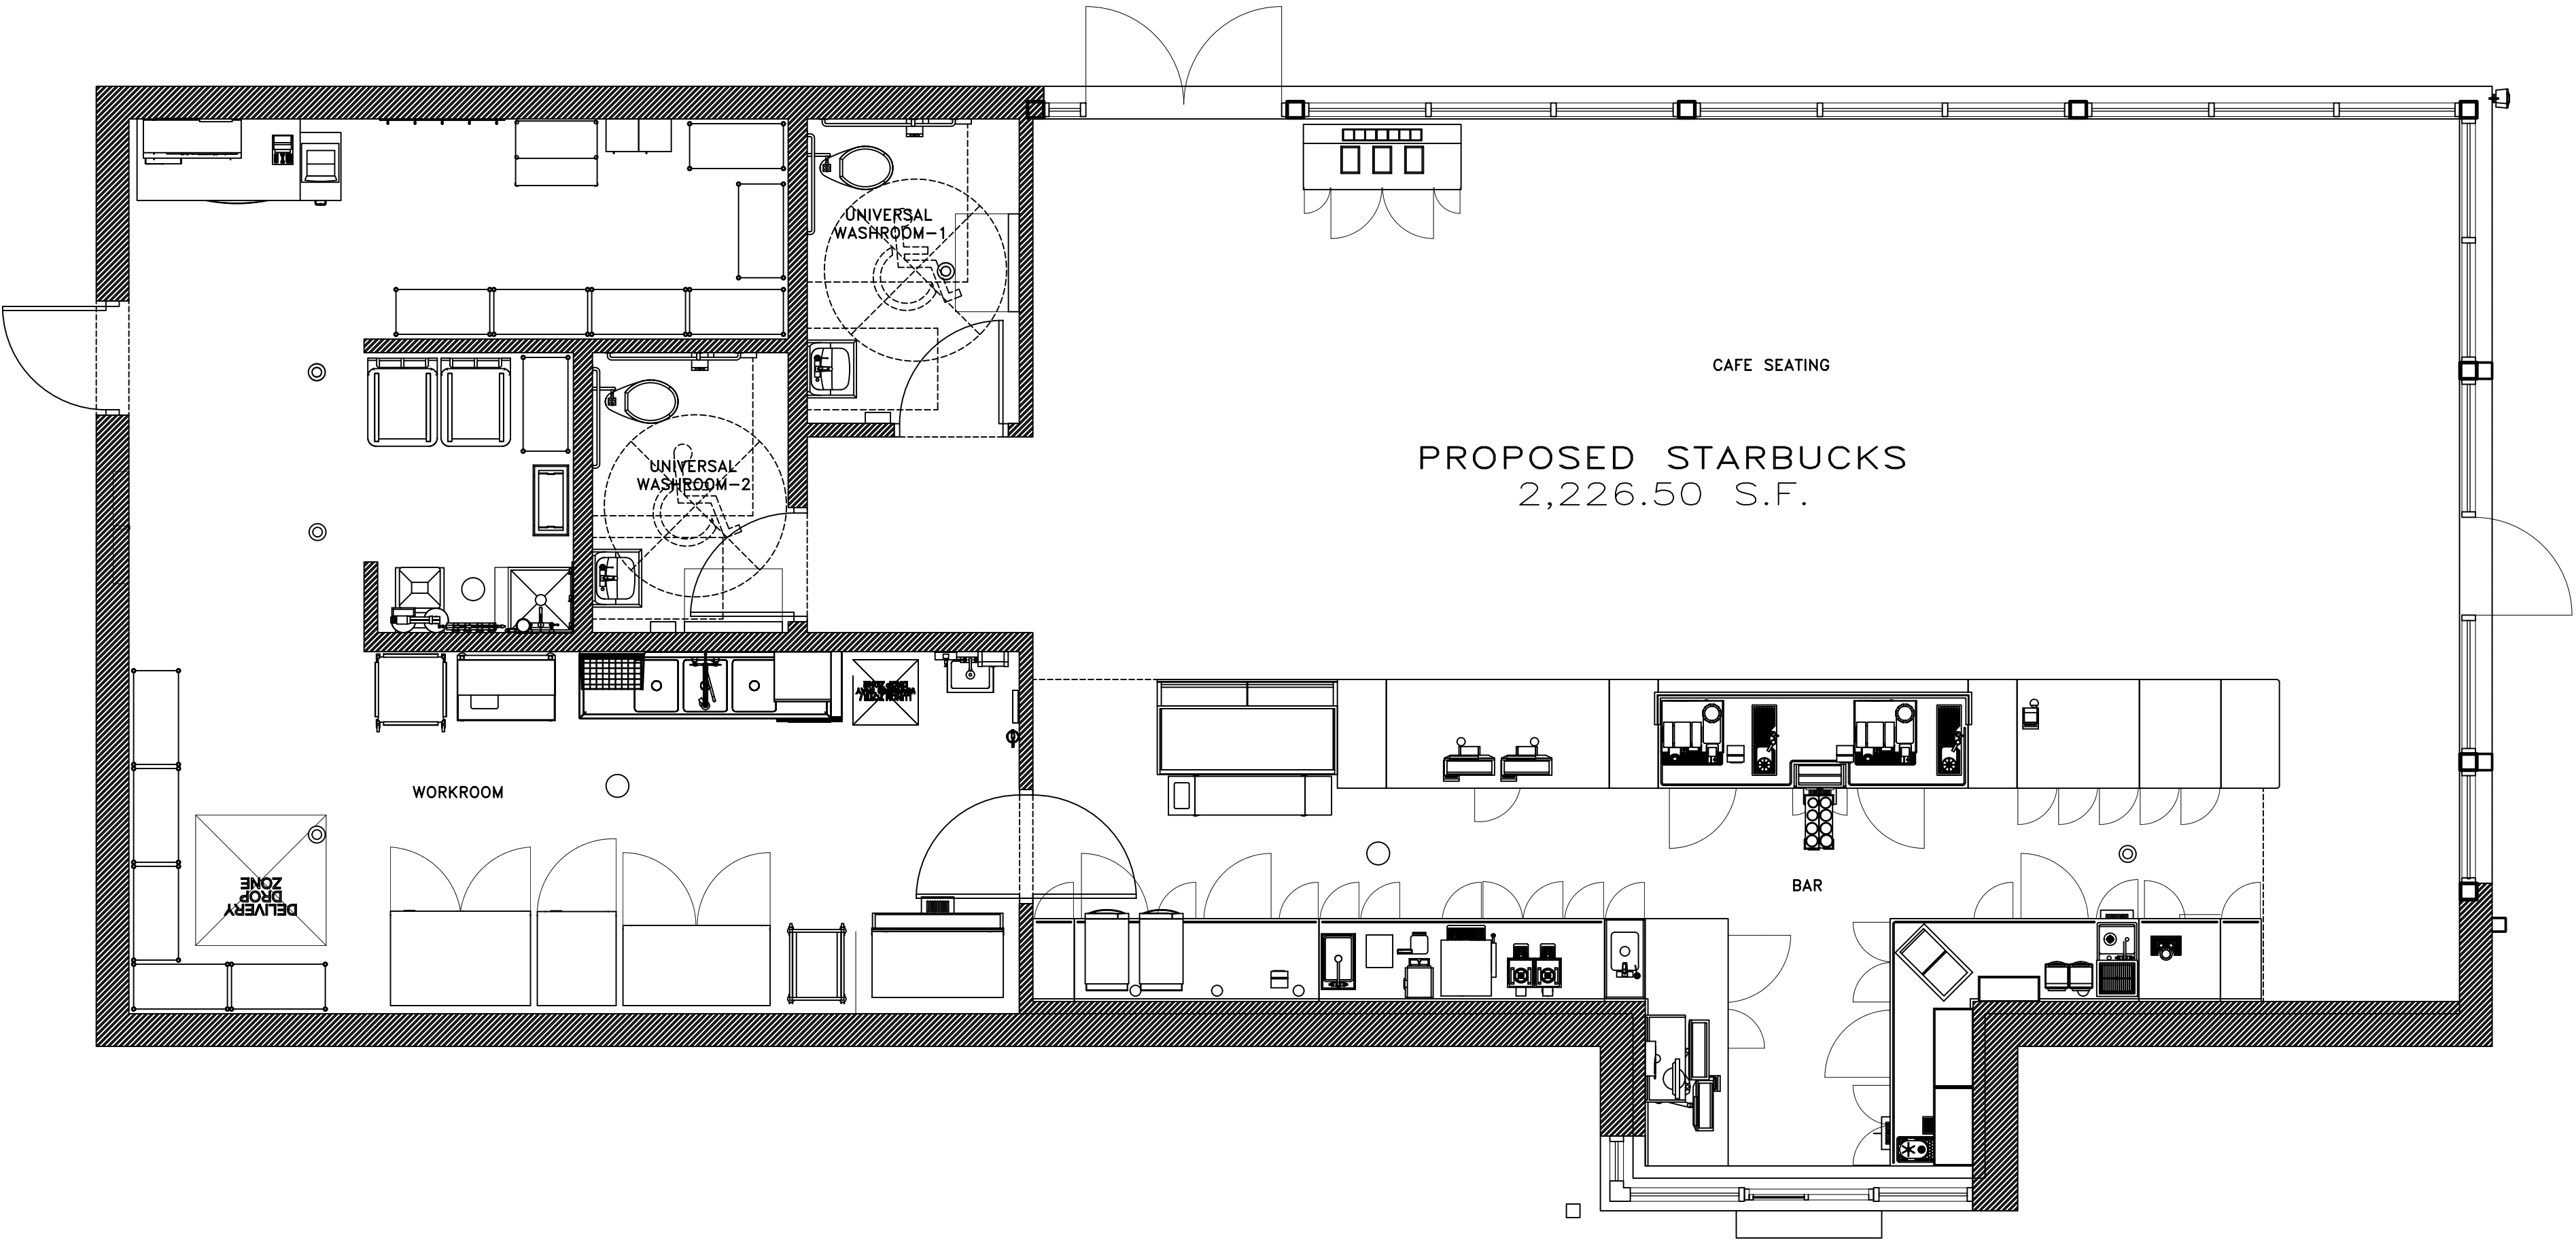 UNIVERSAL
WASHROOM-1
CAFE SEATING
PROPOSED STARBUCKS
2,226.50 S.F.
UNIVERSAL
WASHROOM-2
WORKROOM
BAR
DELIVERY
DROP
ZONE